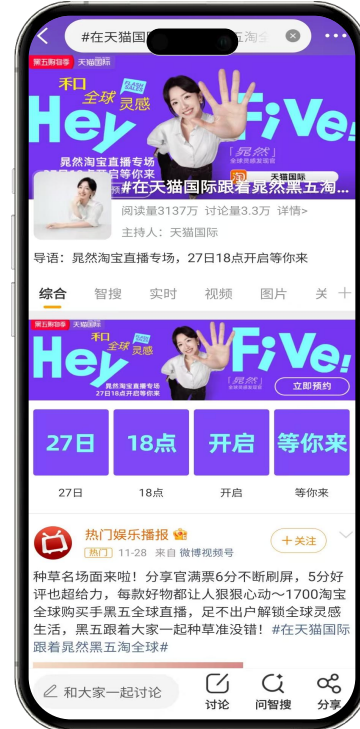 #在天猫国
五淘
黑五购物季 天猫国际
和
全球
灵感
Hey
FiVe!
晁然淘宝直播专场
「晁然」
全球灵感发现官
天猫国际
#在天猫国际跟着晁然黑五淘...
阅读量3137万 讨论量3.3万 详情>
主持人：天猫国际
导语：晁然淘宝直播专场，27日18点开启等你来
综合 智搜 实时 视频 图片
黑五购物季 天猫国际
和
全球
灵感
Hey
FiVe!
晁然淘宝直播专场
27日18点开启等你来
「晁然」
立即预约
27日 18点 开启 等你来
27日 18点 开启 等你来
热门娱乐播报
+关注
热门 11-28 来自 微博视频号
种草名场面来啦！分享官满票6分不断刷屏，5分好
评也超给力，每款好物都让人狠狠心动～1700淘宝
全球购买手黑五全球直播，足不出户解锁全球灵感
生活，黑五跟着大家一起种草准没错！#在天猫国际
跟着晁然黑五淘全球#
和大家一起讨论
讨论 问智搜 分享